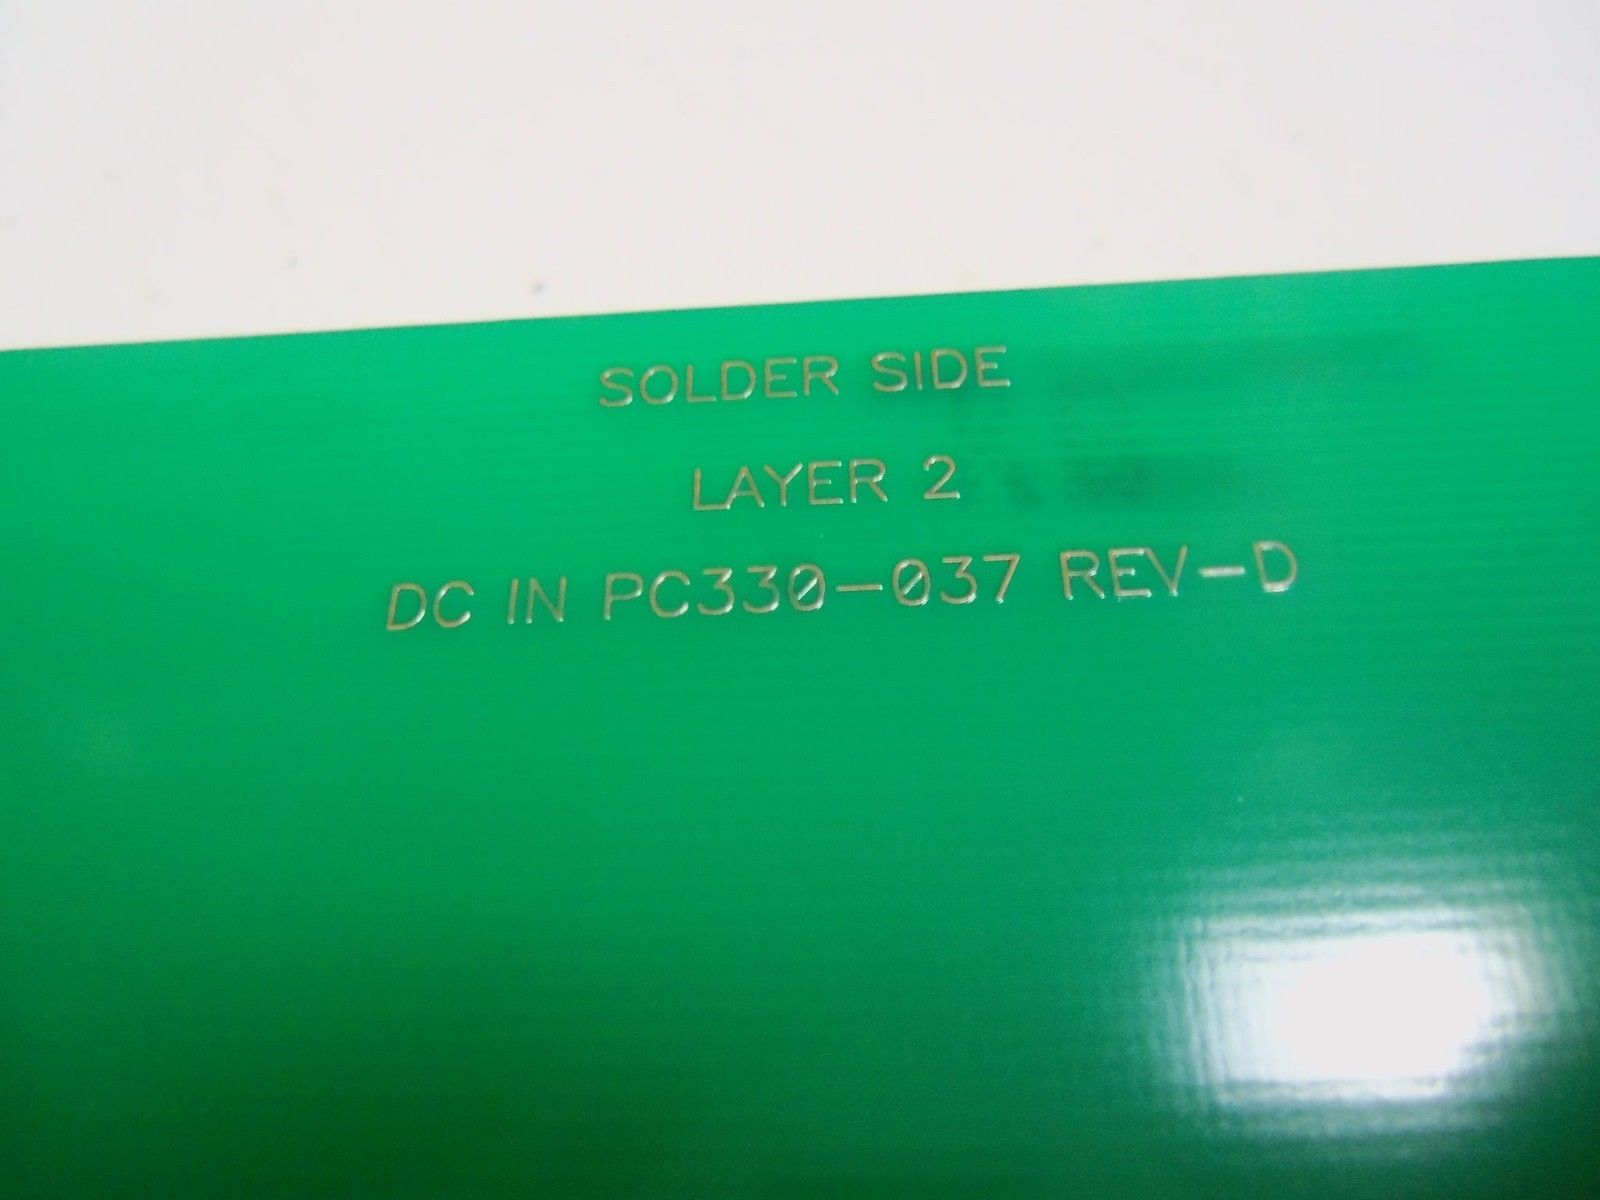 SOLDER SIDE
LAYER 2
DC IN PC330-037 REV-D